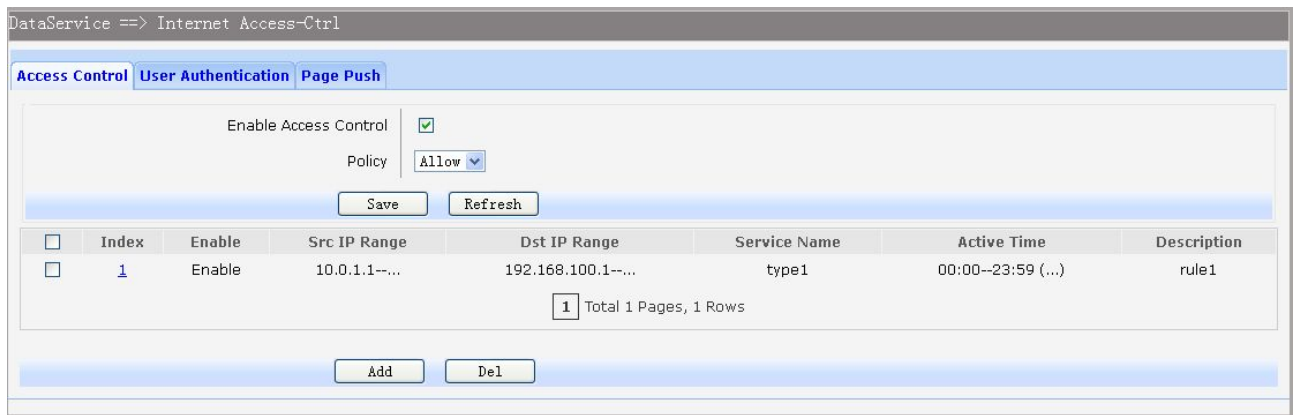 DataService ==> Internet Access-Ctrl
Access Control User Authentication Page Push
Enable Access Control
Policy Allow
Save Refresh
Index Enable Src IP Range Dst IP Range Service Name Active Time Description
1 Enable 10.0.1.1--... 192.168.100.1--... type1 00:00--23:59 (...) rule1
1 Total 1 Pages, 1 Rows
Add Del